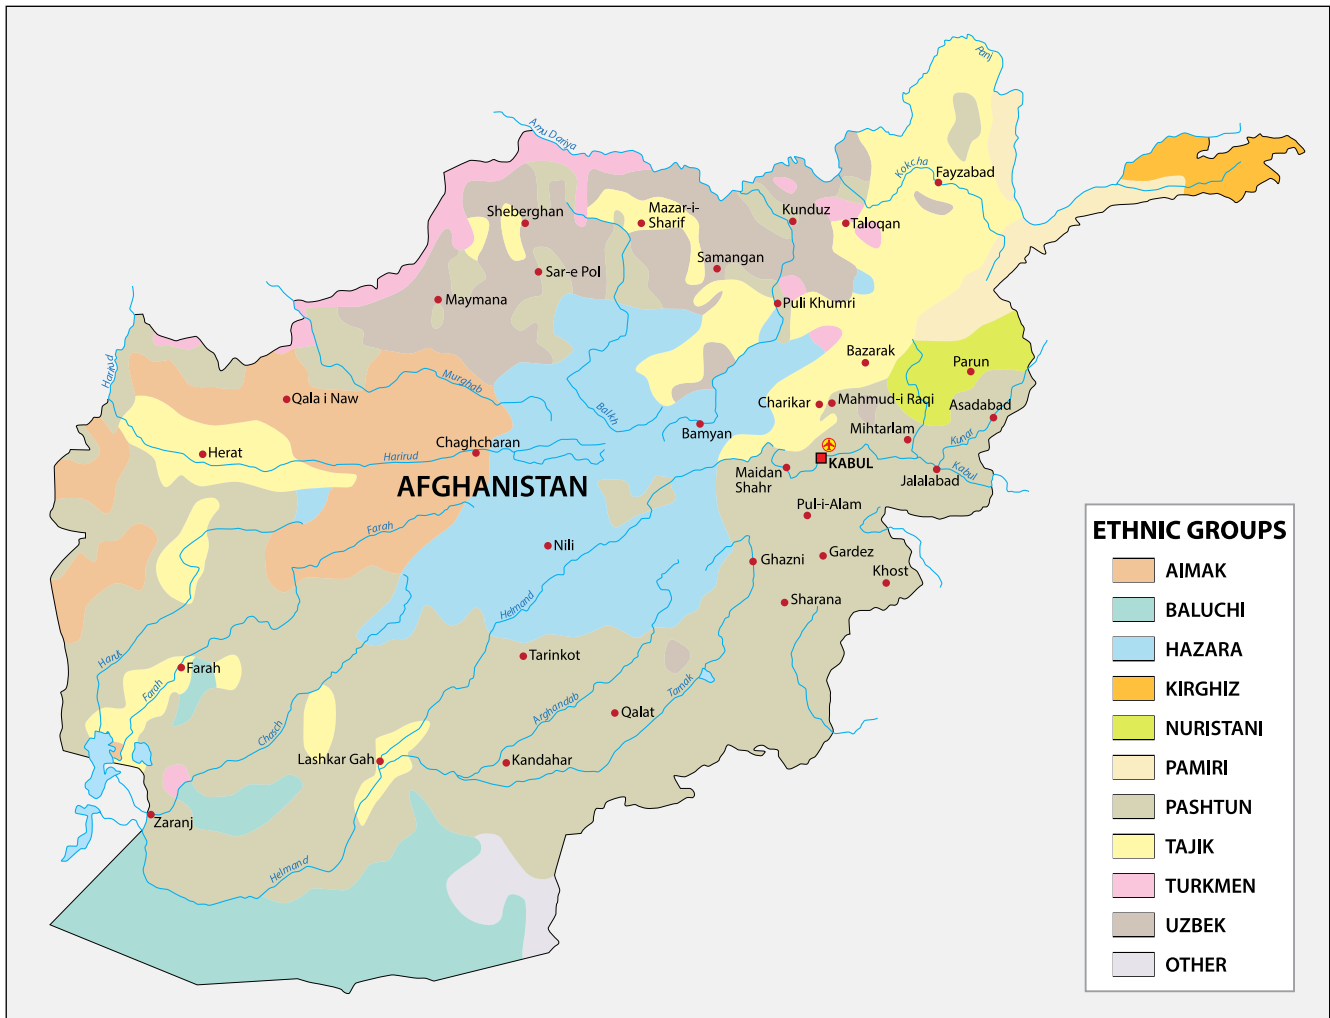 Panj
Amu Dariya
Kokcha
Fayzabad
Sheberghan
Mazar-i-
Sharif
Kunduz
Taloqan
Samangan
Sar-e Pol
Maymana
Puli Khumri
Harirud
Murghab
Bazarak
Parun
Qala i Naw
Balkh
Charikar
Mahmud-i Raqi
Asadabad
Bamyan
Mihtarlam
Kunar
Chaghcharan
Herat
Harirud
KABUL
Maidan
Shahr
Kabul
Jalalabad
AFGHANISTAN
Pul-i-Alam
Farah
Nili
Ghazni
Gardez
Khost
Helmand
Sharana
Harut
Farah
Tarinkot
Farah
Tarnak
Arghandab
Qalat
Chasch
Lashkar Gah
Kandahar
Zaranj
Helmand
ETHNIC GROUPS
AIMAK
BALUCHI
HAZARA
KIRGHIZ
NURISTANI
PAMIRI
PASHTUN
TAJIK
TURKMEN
UZBEK
OTHER